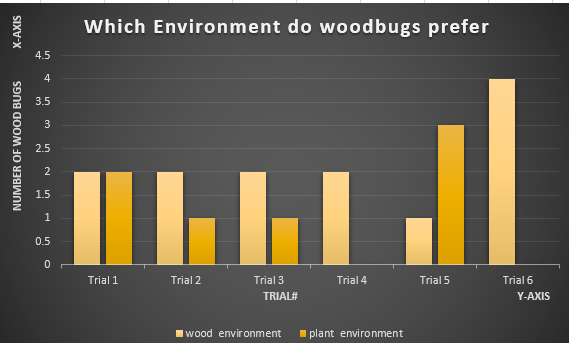 Which Environment do woodbugs prefer
X-AXIS
NUMBER OF WOOD BUGS
4.5
4
3.5
3
2.5
2
1.5
1
0.5
0
Trial 1 Trial 2 Trial 3 Trial 4 Trial 5 Trial 6
TRIAL# Y-AXIS
wood environment plant environment